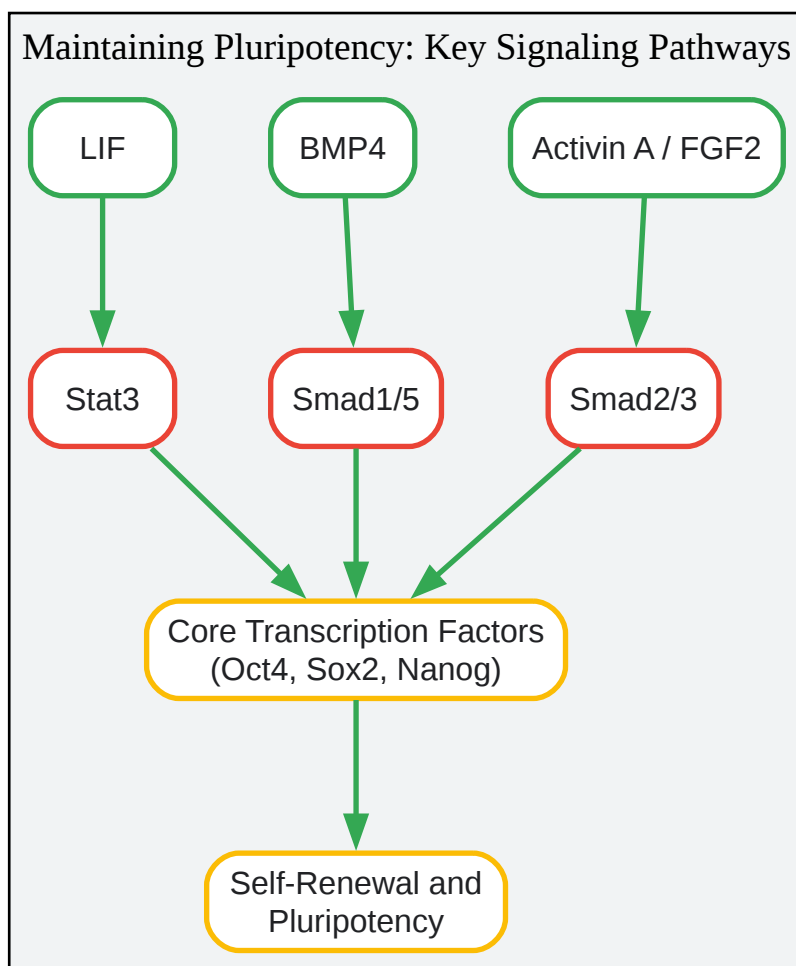 Maintaining Pluripotency: Key Signaling Pathways
LIF
BMP4
Activin A / FGF2
Stat3
Smad1/5
Smad2/3
Core Transcription Factors
(Oct4, Sox2, Nanog)
Self-Renewal and
Pluripotency